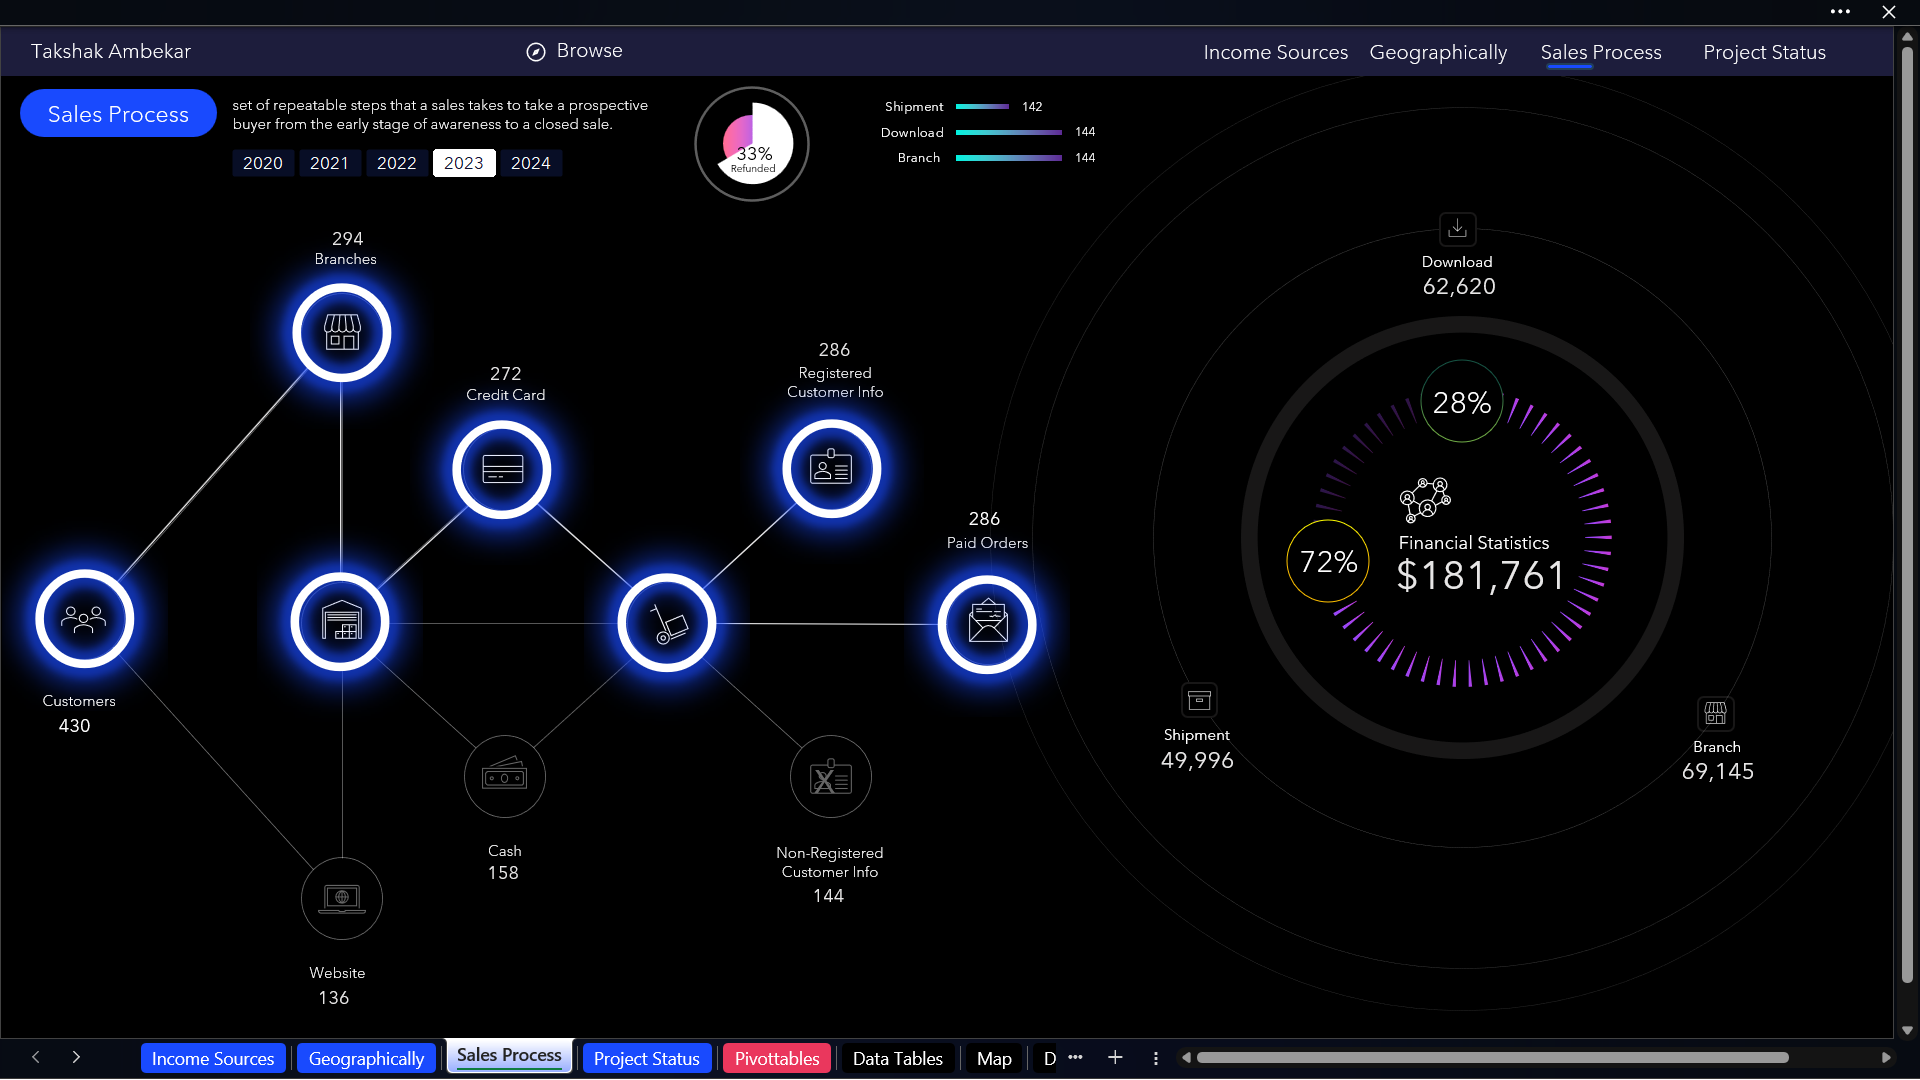 Takshak Ambekar
Browse
Income Sources
Geographically
Sales Process
Project Status
Sales Process
set of repeatable steps that a sales takes to take a prospective
buyer from the early stage of awareness to a closed sale.
2020
2021
2022
2023
2024
33%
Refunded
Shipment 142
Download 144
Branch 144
294
Branches
272
Credit Card
286
Registered
Customer Info
286
Paid Orders
Customers
430
Cash
158
Non-Registered
Customer Info
144
Website
136
Download
62,620
28%
72%
Financial Statistics
$181,761
Shipment
49,996
Branch
69,145
Income Sources
Geographically
Sales Process
Project Status
Pivottables
Data Tables
Map
D